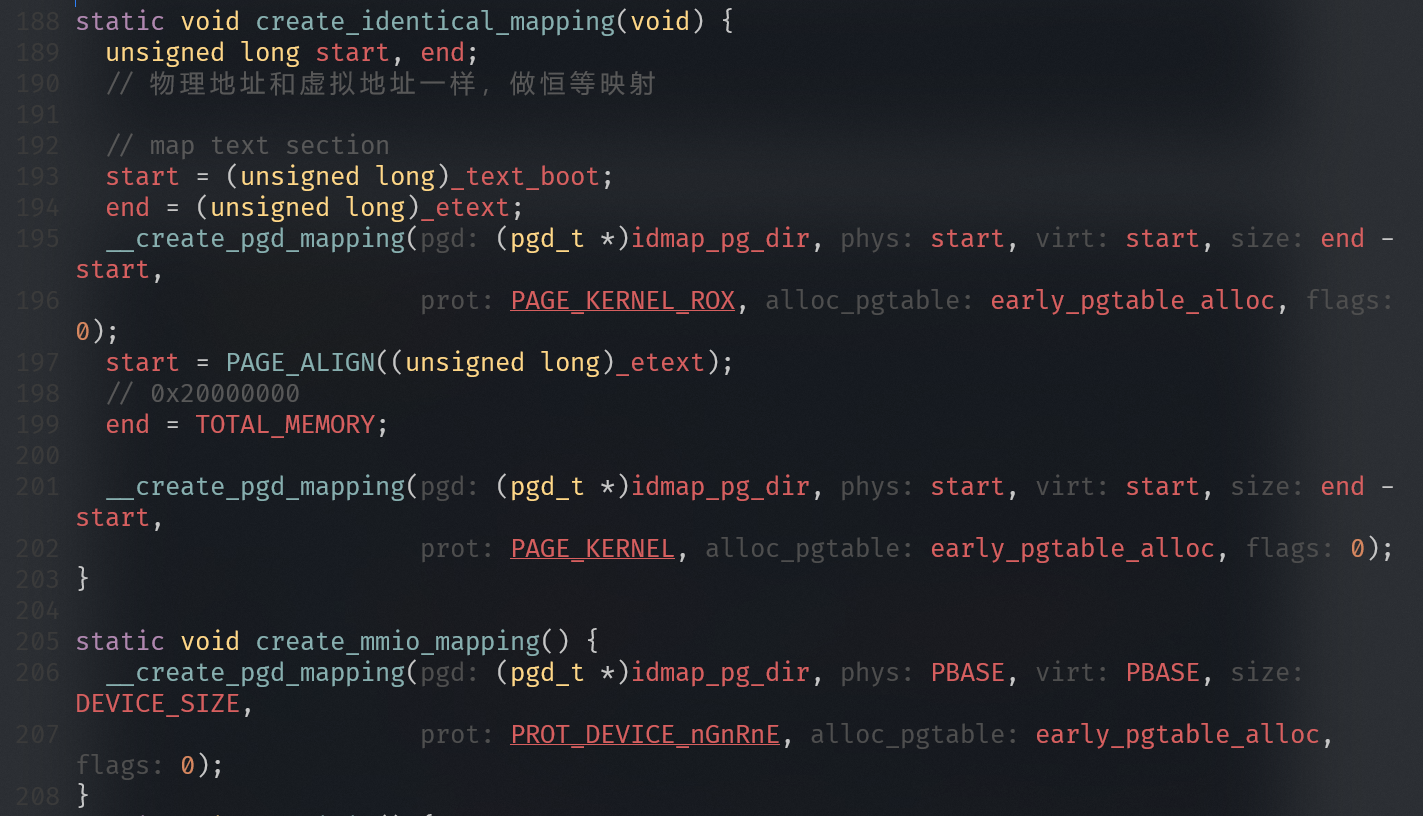 188 static void create_identical_mapping(void) {
189   unsigned long start, end;
190   // 物理地址和虚拟地址一样，做恒等映射
191
192   // map text section
193   start = (unsigned long)_text_boot;
194   end = (unsigned long)_etext;
195   __create_pgd_mapping(pgd: (pgd_t *)idmap_pg_dir, phys: start, virt: start, size: end -
start,
196                        prot: PAGE_KERNEL_ROX, alloc_pgtable: early_pgtable_alloc, flags:
0);
197   start = PAGE_ALIGN((unsigned long)_etext);
198   // 0x20000000
199   end = TOTAL_MEMORY;
200
201   __create_pgd_mapping(pgd: (pgd_t *)idmap_pg_dir, phys: start, virt: start, size: end -
start,
202                        prot: PAGE_KERNEL, alloc_pgtable: early_pgtable_alloc, flags: 0);
203 }
204
205 static void create_mmio_mapping() {
206   __create_pgd_mapping(pgd: (pgd_t *)idmap_pg_dir, phys: PBASE, virt: PBASE, size:
DEVICE_SIZE,
207                        prot: PROT_DEVICE_nGnRnE, alloc_pgtable: early_pgtable_alloc,
flags: 0);
208 }